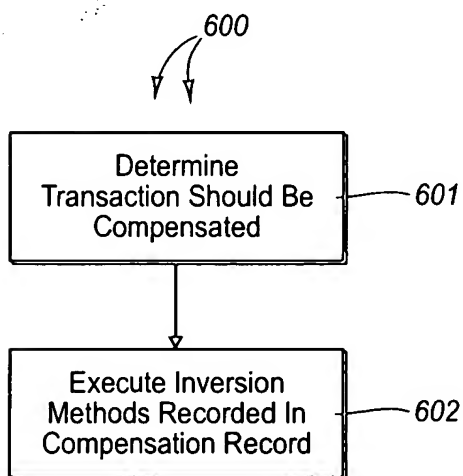 600
Determine
Transaction Should Be
Compensated
601
Execute Inversion
Methods Recorded In
Compensation Record
602